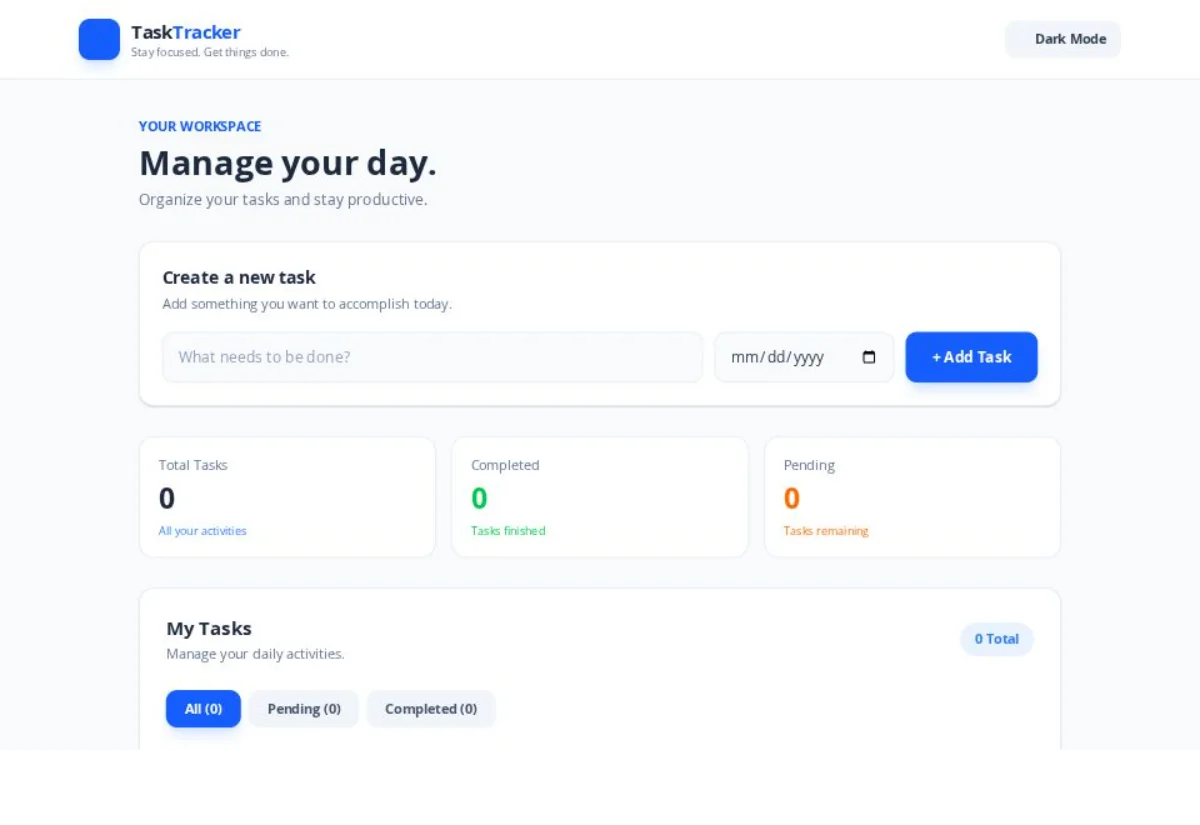 TaskTracker
Stay focused. Get things done.
Dark Mode
YOUR WORKSPACE
Manage your day.
Organize your tasks and stay productive.
Create a new task
Add something you want to accomplish today.
What needs to be done?
mm/dd/yyyy
+ Add Task
Total Tasks
0
All your activities
Completed
0
Tasks finished
Pending
0
Tasks remaining
My Tasks
Manage your daily activities.
0 Total
All (0)
Pending (0)
Completed (0)